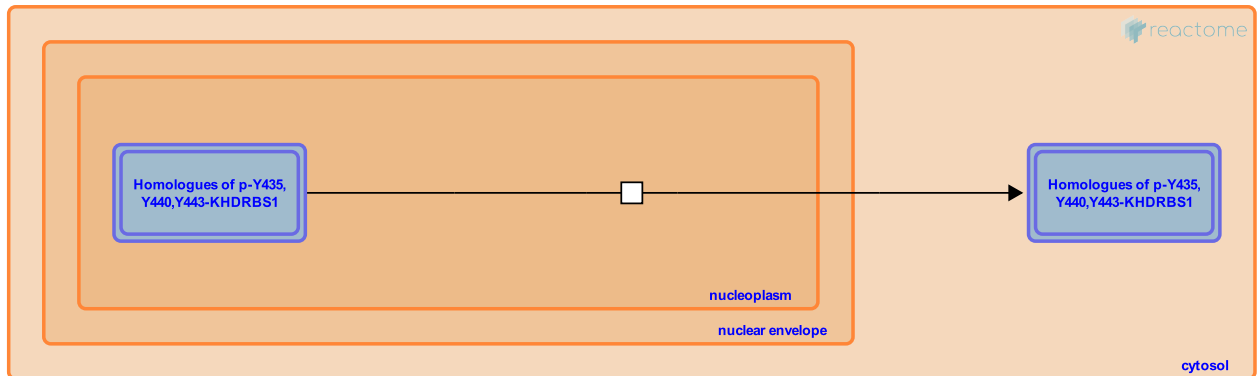 reactome
Homologues of p-Y435,
Y440,Y443-KHDRBS1
Homologues of p-Y435,
Y440,Y443-KHDRBS1
nucleoplasm
nuclear envelope
cytosol